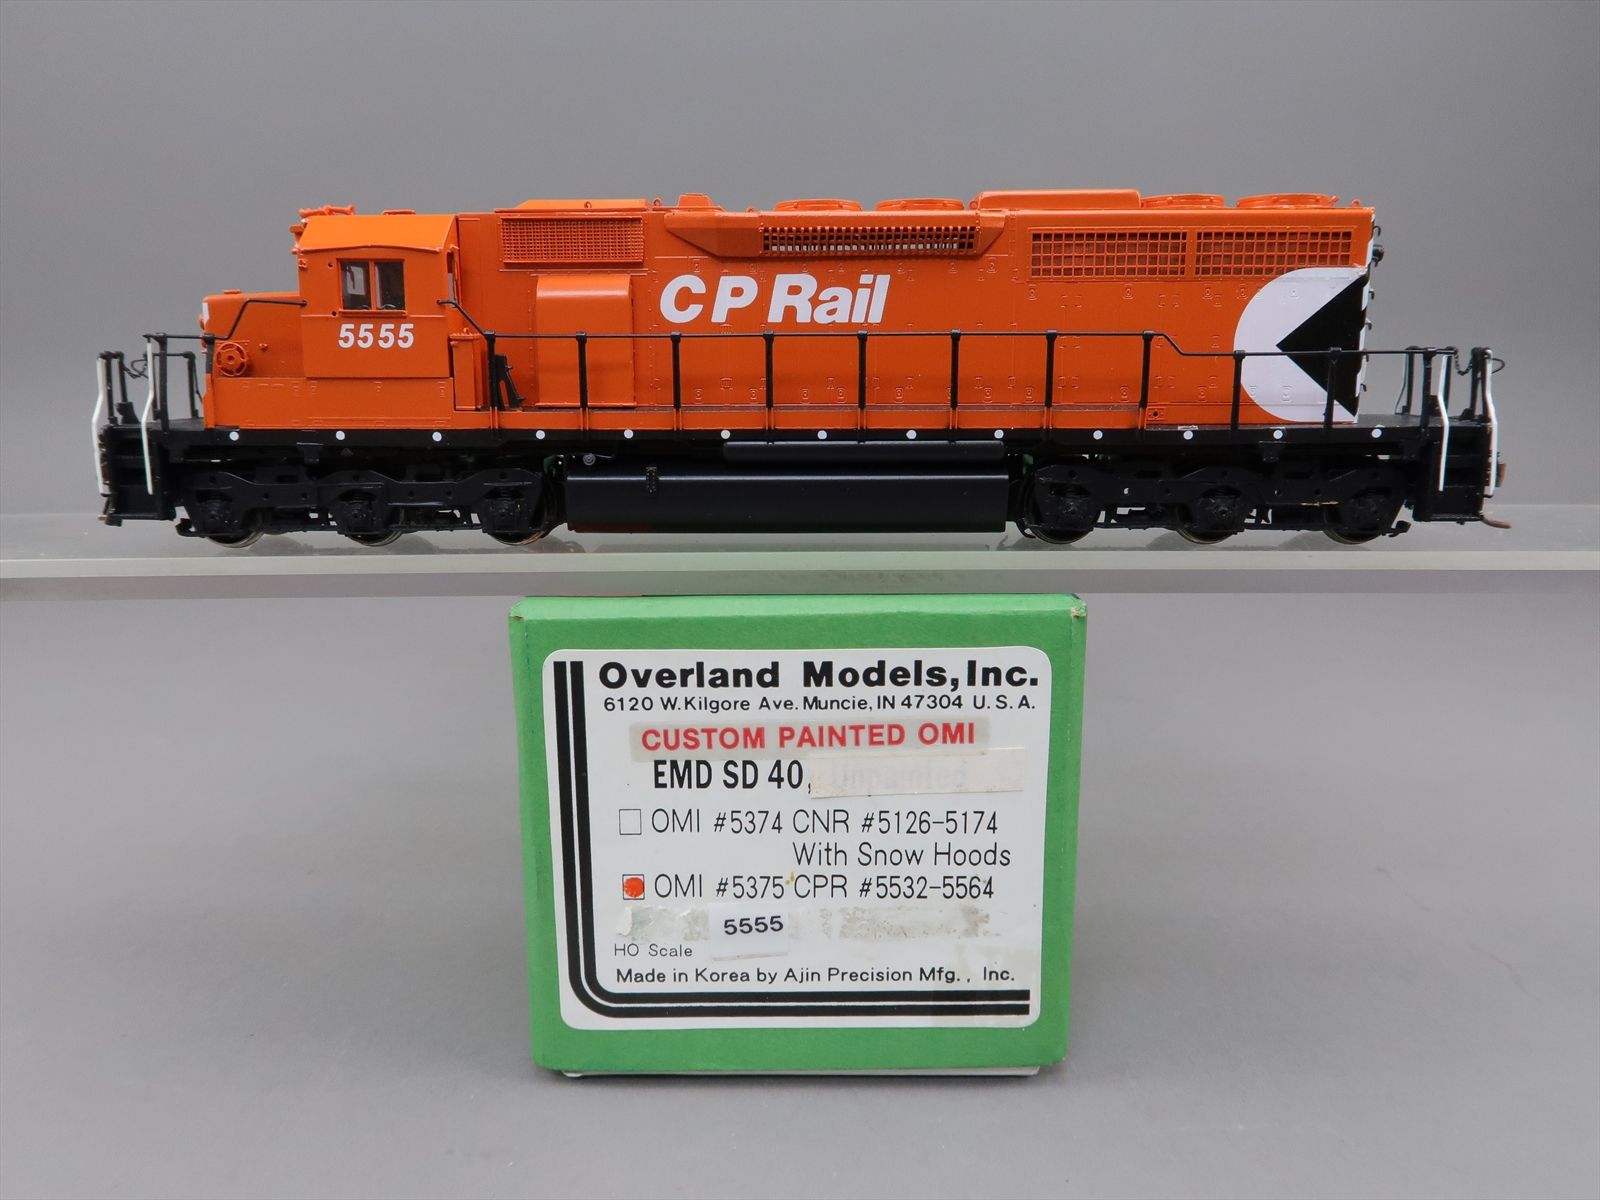 CP Rail
5555
Overland Models, Inc.
6120 W. Kilgore Ave. Muncie, IN 47304 U.S.A.
CUSTOM PAINTED OMI
EMD SD 40, Unpainted
OMI #5374 CNR #5126-5174
With Snow Hoods
OMI #5375 CPR #5532-5564
5555
HO Scale
Made in Korea by Ajin Precision Mfg., Inc.